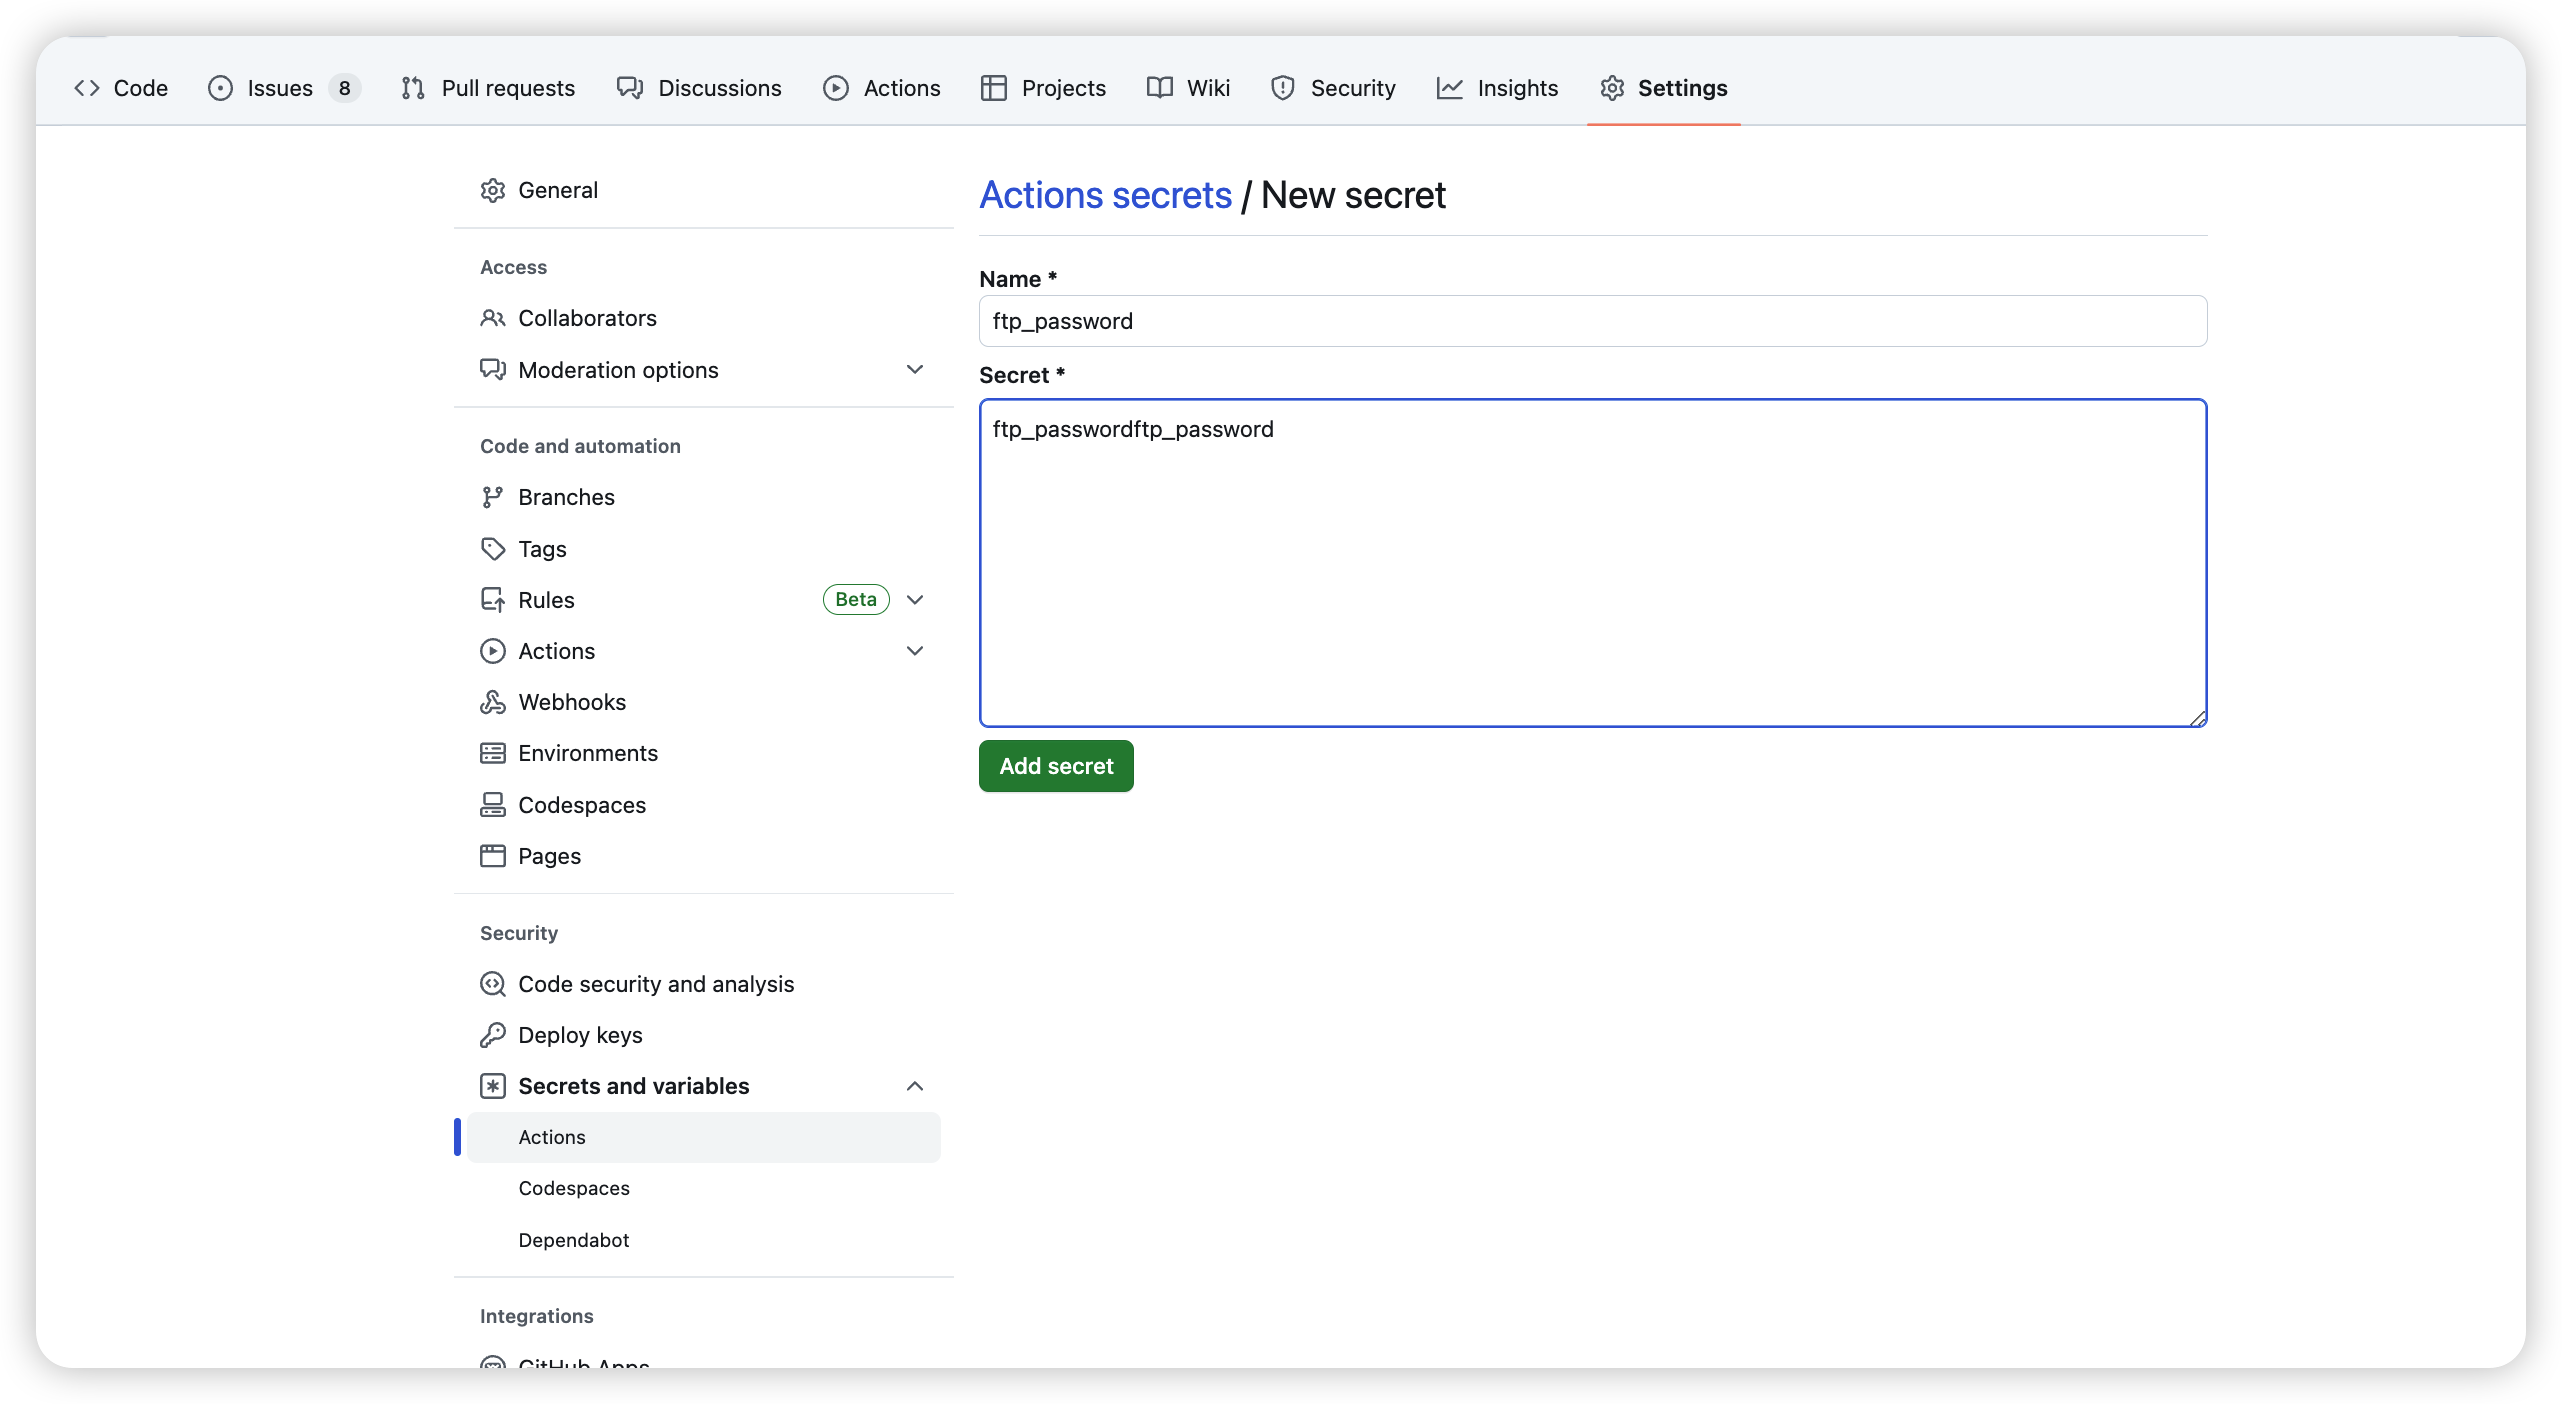 Code Issues 8 Pull requests Discussions Actions Projects Wiki Security Insights Settings
General
Access
Collaborators
Moderation options
Code and automation
Branches
Tags
Rules Beta
Actions
Webhooks
Environments
Codespaces
Pages
Security
Code security and analysis
Deploy keys
Secrets and variables
Actions
Codespaces
Dependabot
Integrations
GitHub Apps
Actions secrets / New secret
Name *
ftp_password
Secret *
ftp_passwordftp_password
Add secret